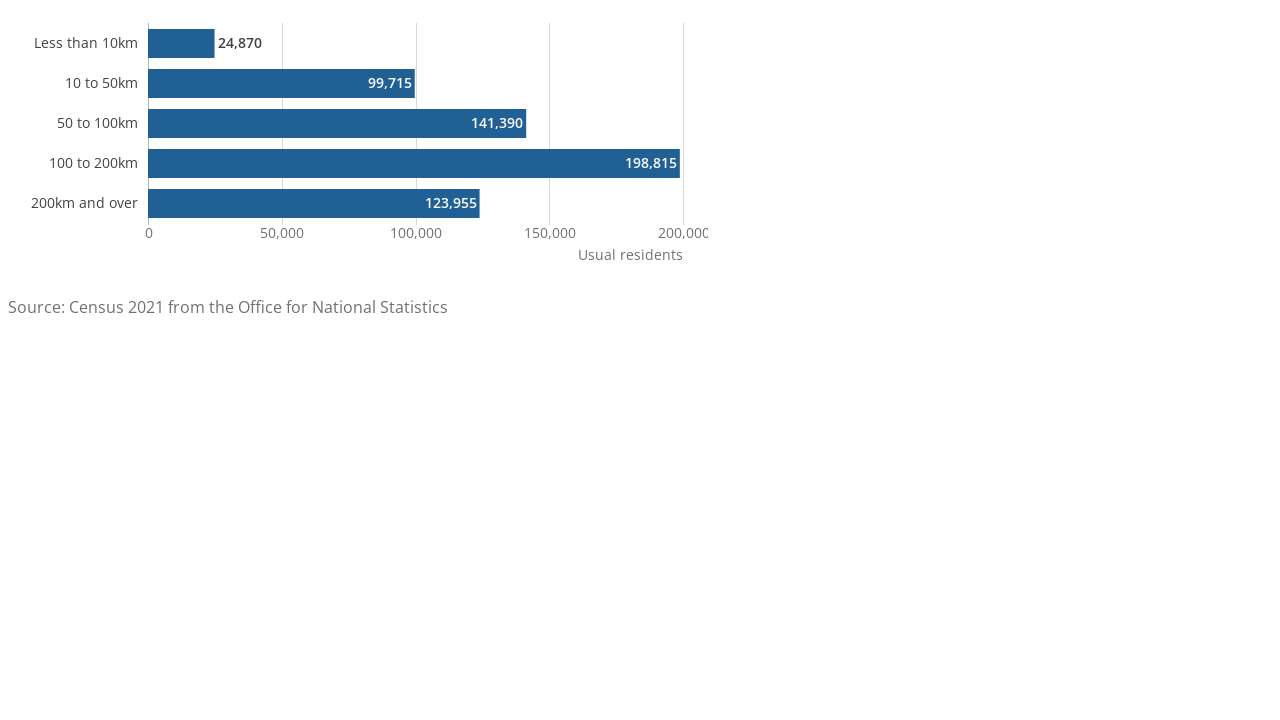 Less than 10km 24,870
10 to 50km 99,715
50 to 100km 141,390
100 to 200km 198,815
200km and over 123,955
0 50,000 100,000 150,000 200,000
Usual residents
Source: Census 2021 from the Office for National Statistics